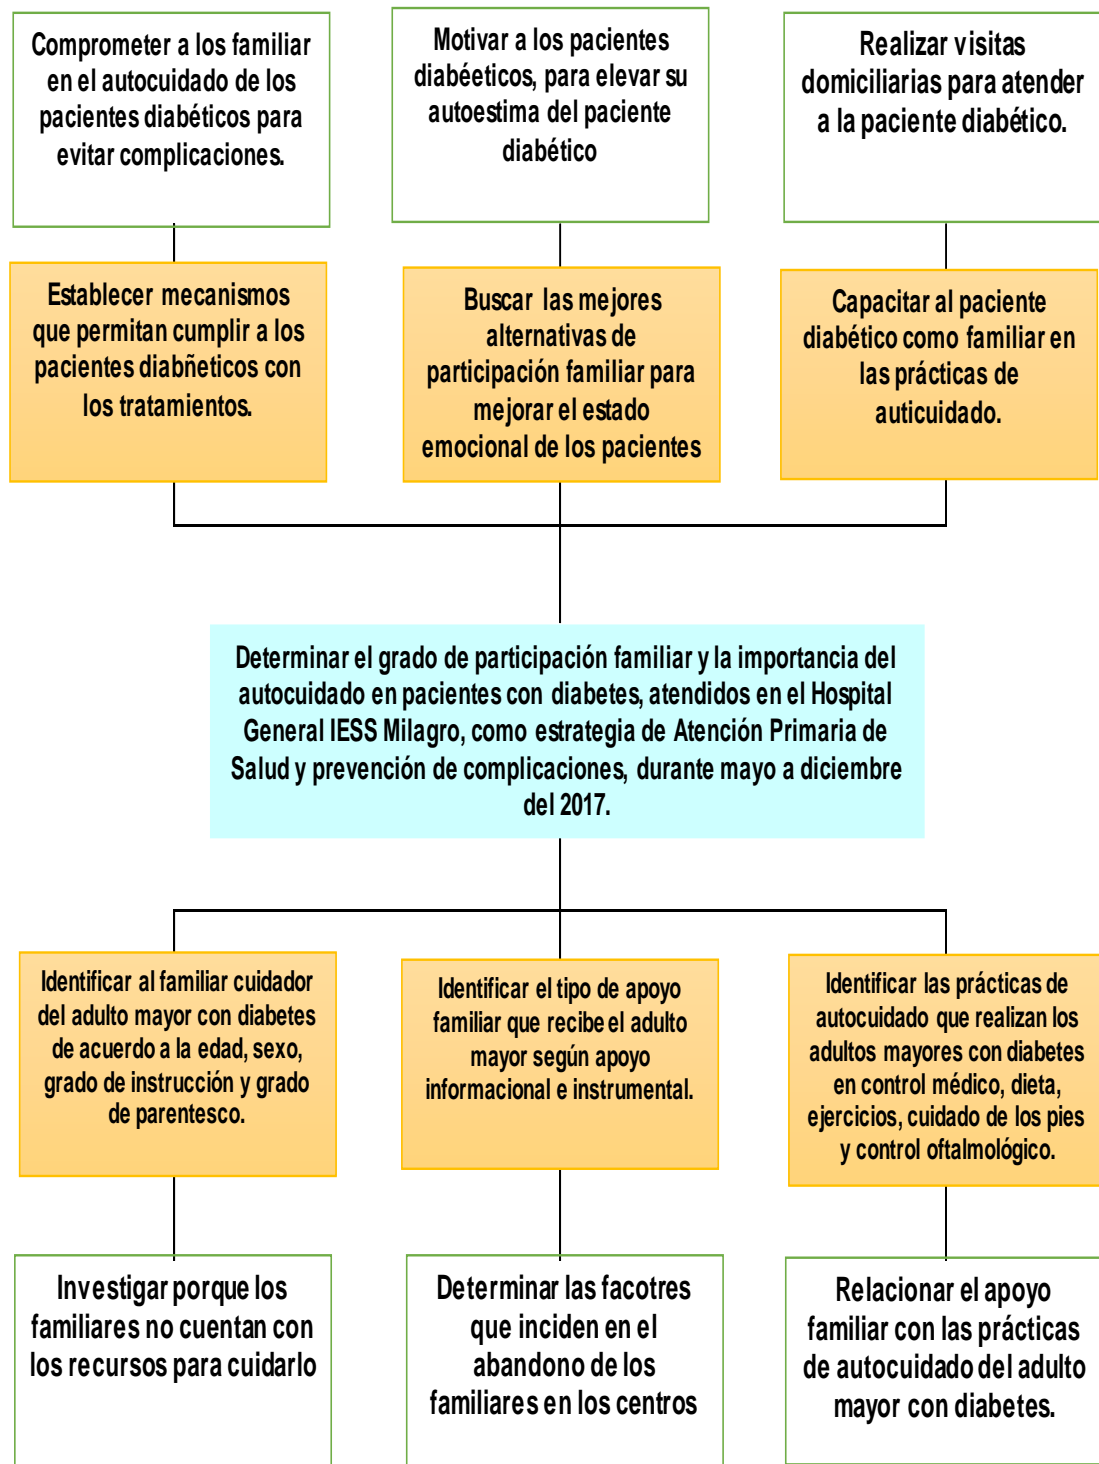 Comprometer a los familiar
en el autocuidado de los
pacientes diabéticos para
evitar complicaciones.
Motivar a los pacientes
diabéeticos, para elevar su
autoestima del paciente
diabético
Realizar visitas
domiciliarias para atender
a la paciente diabético.
Establecer mecanismos
que permitan cumplir a los
pacientes diabñeticos con
los tratamientos.
Buscar las mejores
alternativas de
participación familiar para
mejorar el estado
emocional de los pacientes
Capacitar al paciente
diabético como familiar en
las prácticas de
auticuidado.
Determinar el grado de participación familiar y la importancia del
autocuidado en pacientes con diabetes, atendidos en el Hospital
General IESS Milagro, como estrategia de Atención Primaria de
Salud y prevención de complicaciones, durante mayo a diciembre
del 2017.
Identificar al familiar cuidador
del adulto mayor con diabetes
de acuerdo a la edad, sexo,
grado de instrucción y grado
de parentesco.
Identificar el tipo de apoyo
familiar que recibe el adulto
mayor según apoyo
informacional e instrumental.
Identificar las prácticas de
autocuidado que realizan los
adultos mayores con diabetes
en control médico, dieta,
ejercicios, cuidado de los pies
y control oftalmológico.
Investigar porque los
familiares no cuentan con
los recursos para cuidarlo
Determinar las facotres
que inciden en el
abandono de los
familiares en los centros
Relacionar el apoyo
familiar con las prácticas
de autocuidado del adulto
mayor con diabetes.